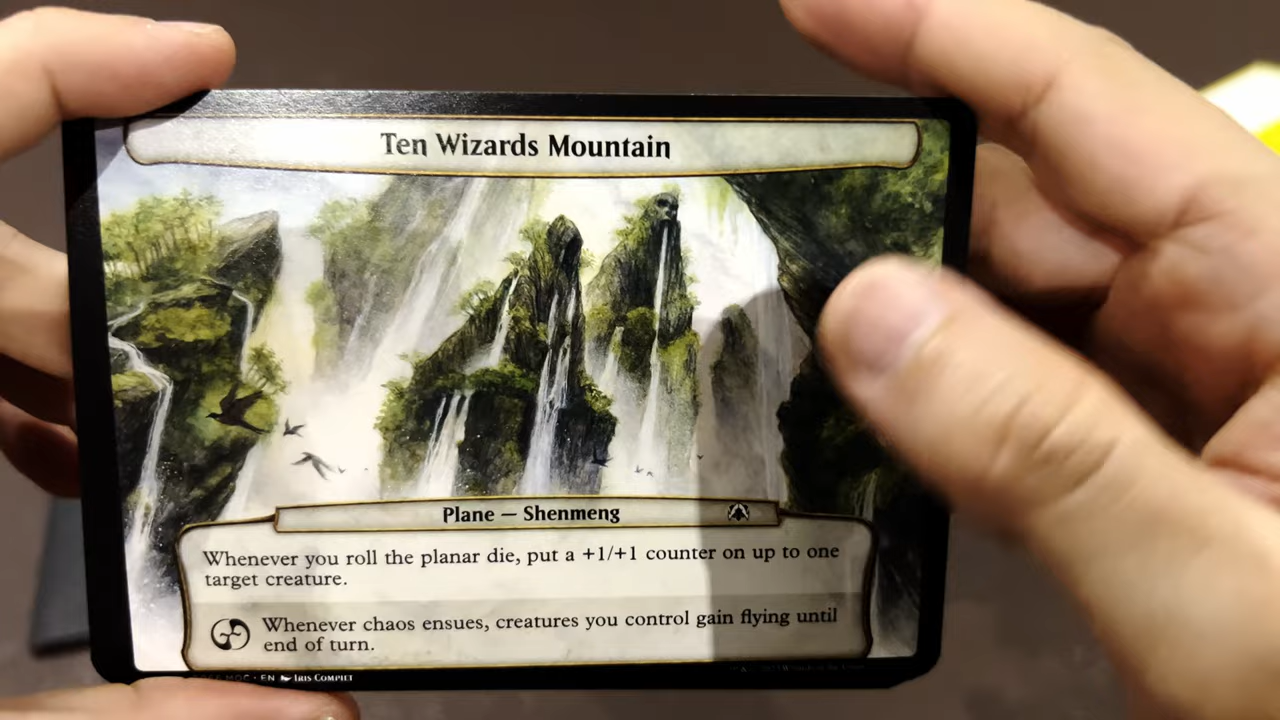 Ten Wizards Mountain
Plane — Shenmeng
Whenever you roll the planar die, put a +1/+1 counter on up to one
target creature.
Whenever chaos ensues, creatures you control gain flying until
end of turn.
MOC · EN Iris Compiet